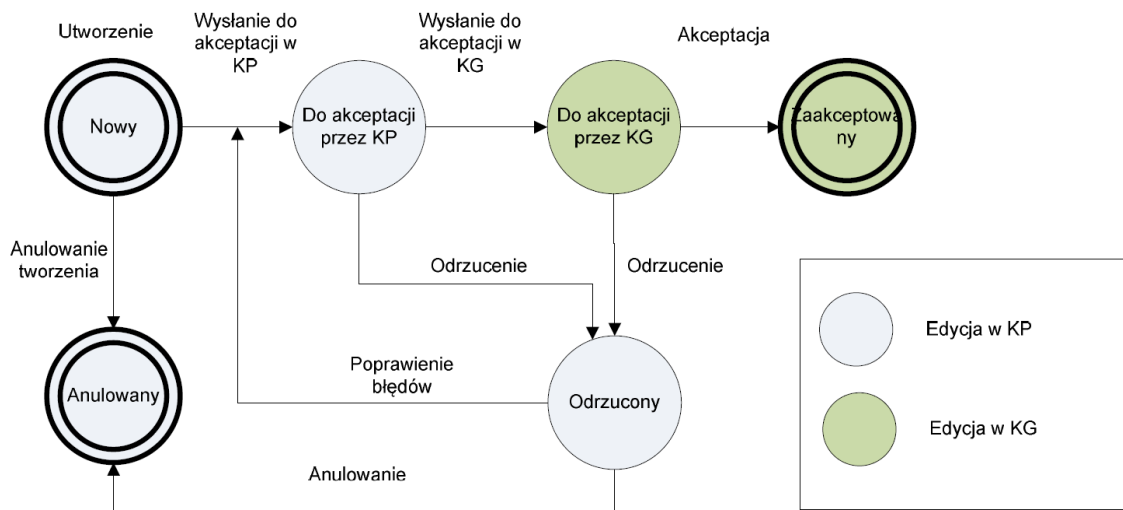 Utworzenie
Wysłanie do
akceptacji w
KP
Wysłanie do
akceptacji w
KG
Akceptacja
Nowy
Do akceptacji
przez KP
Do akceptacji
przez KG
Zaakceptowa
ny
Anulowanie
tworzenia
Odrzucenie
Odrzucenie
Edycja w KP
Anulowany
Poprawienie
błędów
Odrzucony
Edycja w KG
Anulowanie